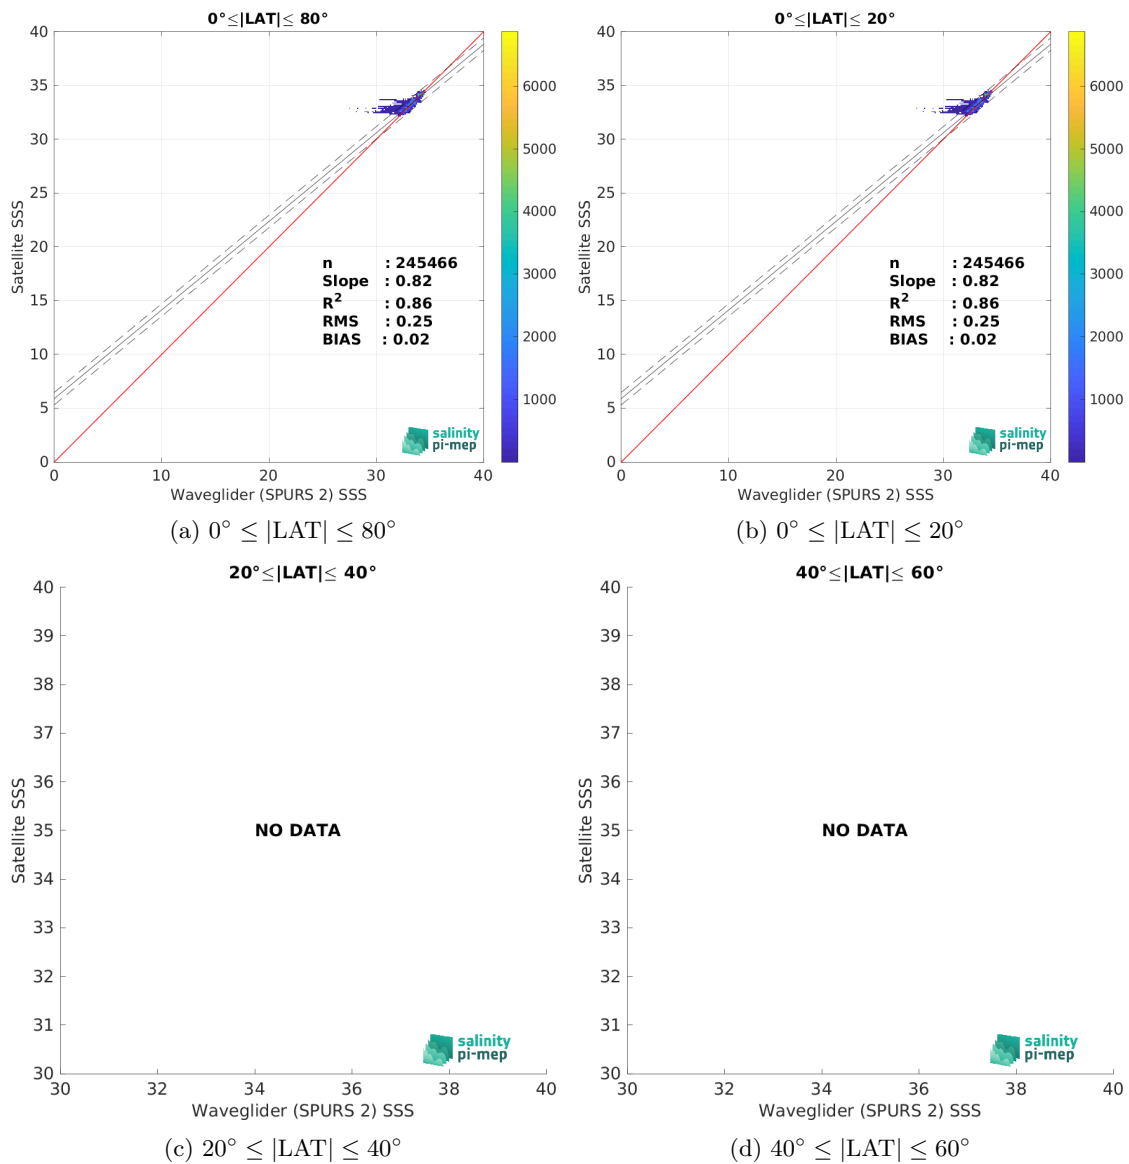 0°≤|LAT|≤ 80°
40
35
30
25
20
15
10
5
0
Satellite SSS
n : 245466
Slope : 0.82
R² : 0.86
RMS : 0.25
BIAS : 0.02
salinity
pi-mep
0 10 20 30 40
Waveglider (SPURS 2) SSS
6000
5000
4000
3000
2000
1000
(a) 0° ≤ |LAT| ≤ 80°
0°≤|LAT|≤ 20°
40
35
30
25
20
15
10
5
0
Satellite SSS
n : 245466
Slope : 0.82
R² : 0.86
RMS : 0.25
BIAS : 0.02
salinity
pi-mep
0 10 20 30 40
Waveglider (SPURS 2) SSS
6000
5000
4000
3000
2000
1000
(b) 0° ≤ |LAT| ≤ 20°
20°≤|LAT|≤ 40°
40
39
38
37
36
35
34
33
32
31
30
Satellite SSS
NO DATA
salinity
pi-mep
30 32 34 36 38 40
Waveglider (SPURS 2) SSS
(c) 20° ≤ |LAT| ≤ 40°
40°≤|LAT|≤ 60°
40
39
38
37
36
35
34
33
32
31
30
Satellite SSS
NO DATA
salinity
pi-mep
30 32 34 36 38 40
Waveglider (SPURS 2) SSS
(d) 40° ≤ |LAT| ≤ 60°